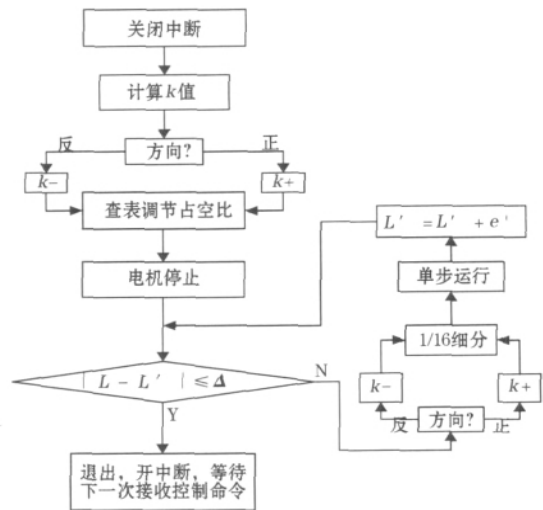 关闭中断
计算k值
反
方向?
正
k-
k+
查表调节占空比
电机停止
| L - L′ | ≤ Δ
N
Y
退出，开中断，等待
下一次接收控制命令
L′ =L′ + e′
单步运行
1/16细分
k-
k+
反
方向?
正